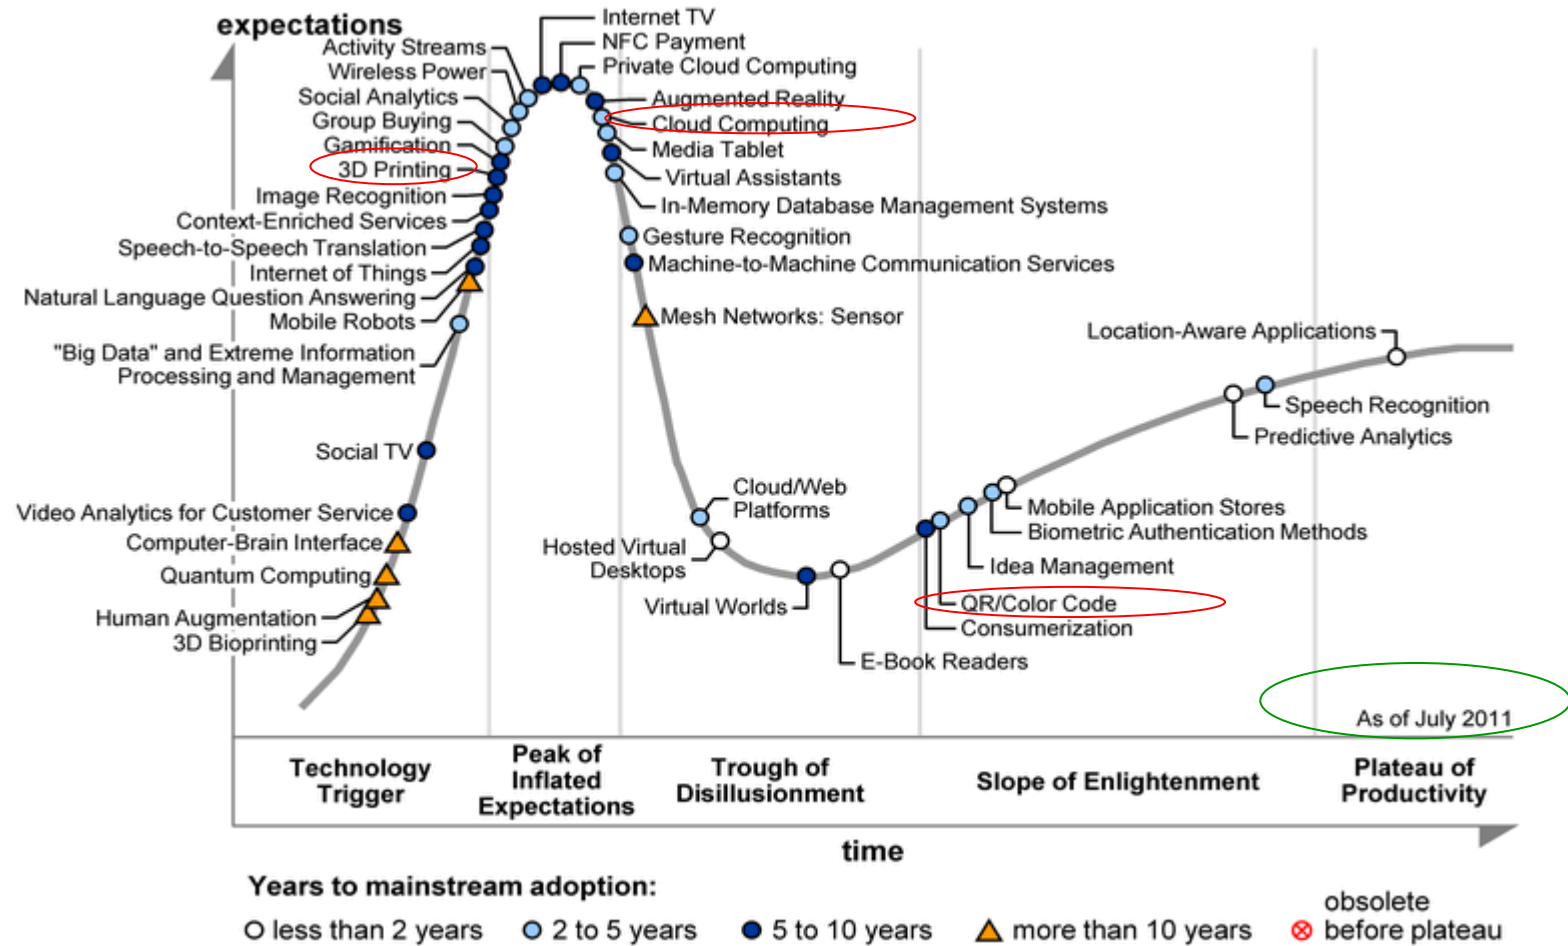 expectations
Internet TV
NFC Payment
Private Cloud Computing
Activity Streams
Wireless Power
Social Analytics
Group Buying
Gamification
3D Printing
Image Recognition
Context-Enriched Services
Speech-to-Speech Translation
Internet of Things
Natural Language Question Answering
Mobile Robots
"Big Data" and Extreme Information
Processing and Management
Social TV
Video Analytics for Customer Service
Computer-Brain Interface
Quantum Computing
Human Augmentation
3D Bioprinting
Augmented Reality
Cloud Computing
Media Tablet
Virtual Assistants
In-Memory Database Management Systems
Gesture Recognition
Machine-to-Machine Communication Services
Mesh Networks: Sensor
Cloud/Web
Platforms
Hosted Virtual
Desktops
Virtual Worlds
E-Book Readers
Location-Aware Applications
Speech Recognition
Predictive Analytics
Mobile Application Stores
Biometric Authentication Methods
Idea Management
QR/Color Code
Consumerization
As of July 2011
Technology
Trigger
Peak of
Inflated
Expectations
Trough of
Disillusionment
Slope of Enlightenment
Plateau of
Productivity
time
Years to mainstream adoption:
less than 2 years
2 to 5 years
5 to 10 years
more than 10 years
obsolete
before plateau